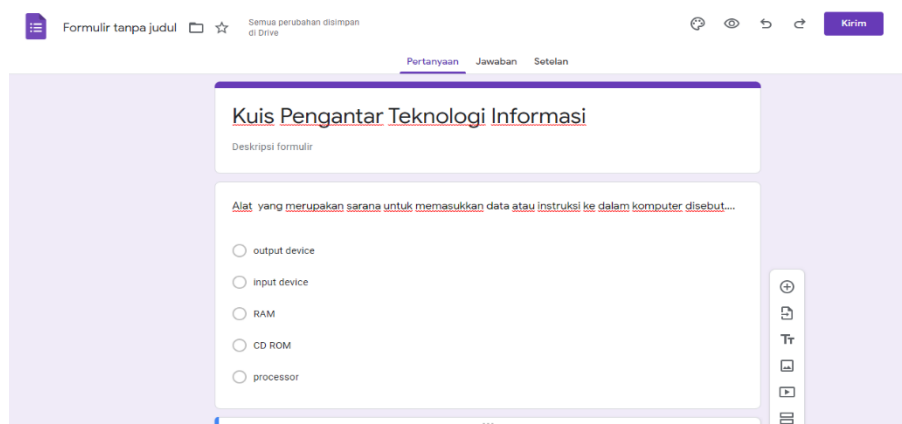 Formulir tanpa judul
Semua perubahan disimpan
di Drive
Kirim
Pertanyaan Jawaban Setelan
Kuis Pengantar Teknologi Informasi
Deskripsi formulir
Alat yang merupakan sarana untuk memasukkan data atau instruksi ke dalam komputer disebut....
output device
input device
RAM
CD ROM
processor
Tт